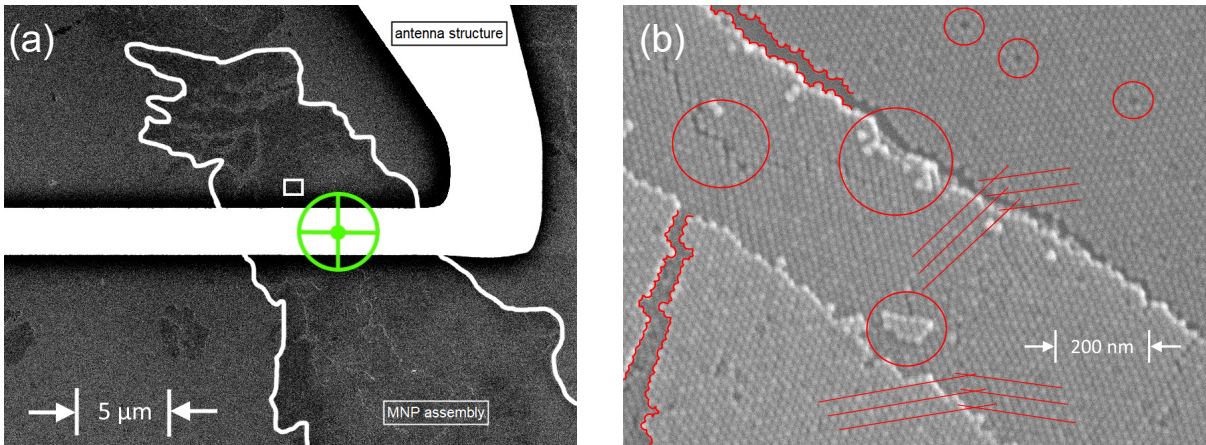 (a)
antenna structure
5 μm
MNP assembly
(b)
200 nm